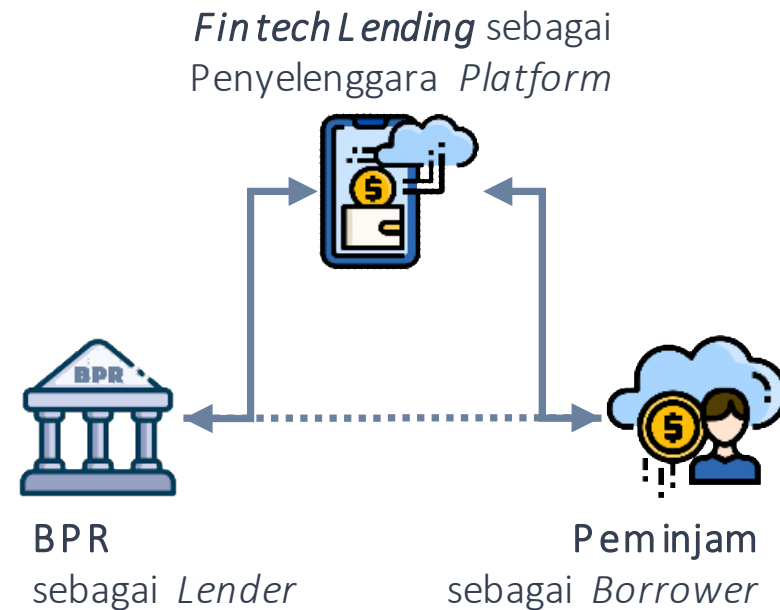 Fintech Lending sebagai
Penyelenggara Platform
$
BPR
$
BPR
sebagai Lender
Peminjam
sebagai Borrower